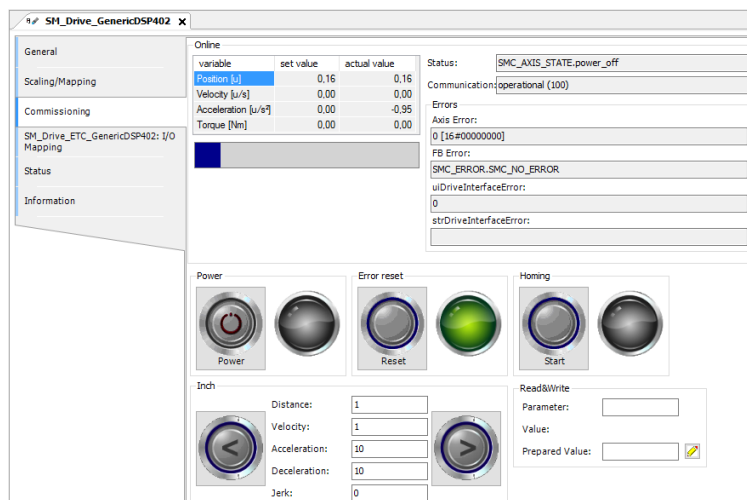 SM_Drive_GenericDSP402 x
General
Scaling/Mapping
Commissioning
SM_Drive_ETC_GenericDSP402: I/O
Mapping
Status
Information
Online
variable set value actual value
Position [u] 0,16 0,16
Velocity [u/s] 0,00 0,00
Acceleration [u/s²] 0,00 -0,95
Torque [Nm] 0,00 0,00
Status: SMC_AXIS_STATE.power_off
Communication: operational (100)
Errors
Axis Error:
0 [16#00000000]
FB Error:
SMC_ERROR.SMC_NO_ERROR
uiDriveInterfaceError:
0
strDriveInterfaceError:
Power
Power
Error reset
Reset
Homing
Start
Inch
Distance: 1
Velocity: 1
Acceleration: 10
Deceleration: 10
Jerk: 0
<
>
Read&Write
Parameter:
Value:
Prepared Value: